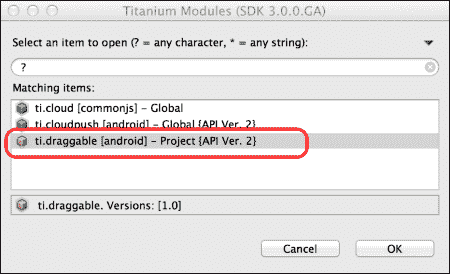 Titanium Modules (SDK 3.0.0.GA)
Select an item to open (? = any character, * = any string):
?
Matching items:
ti.cloud [commonjs] – Global
ti.cloudpush [android] – Global {API Ver. 2}
ti.draggable [android] – Project {API Ver. 2}
ti.draggable. Versions: [1.0]
Cancel OK